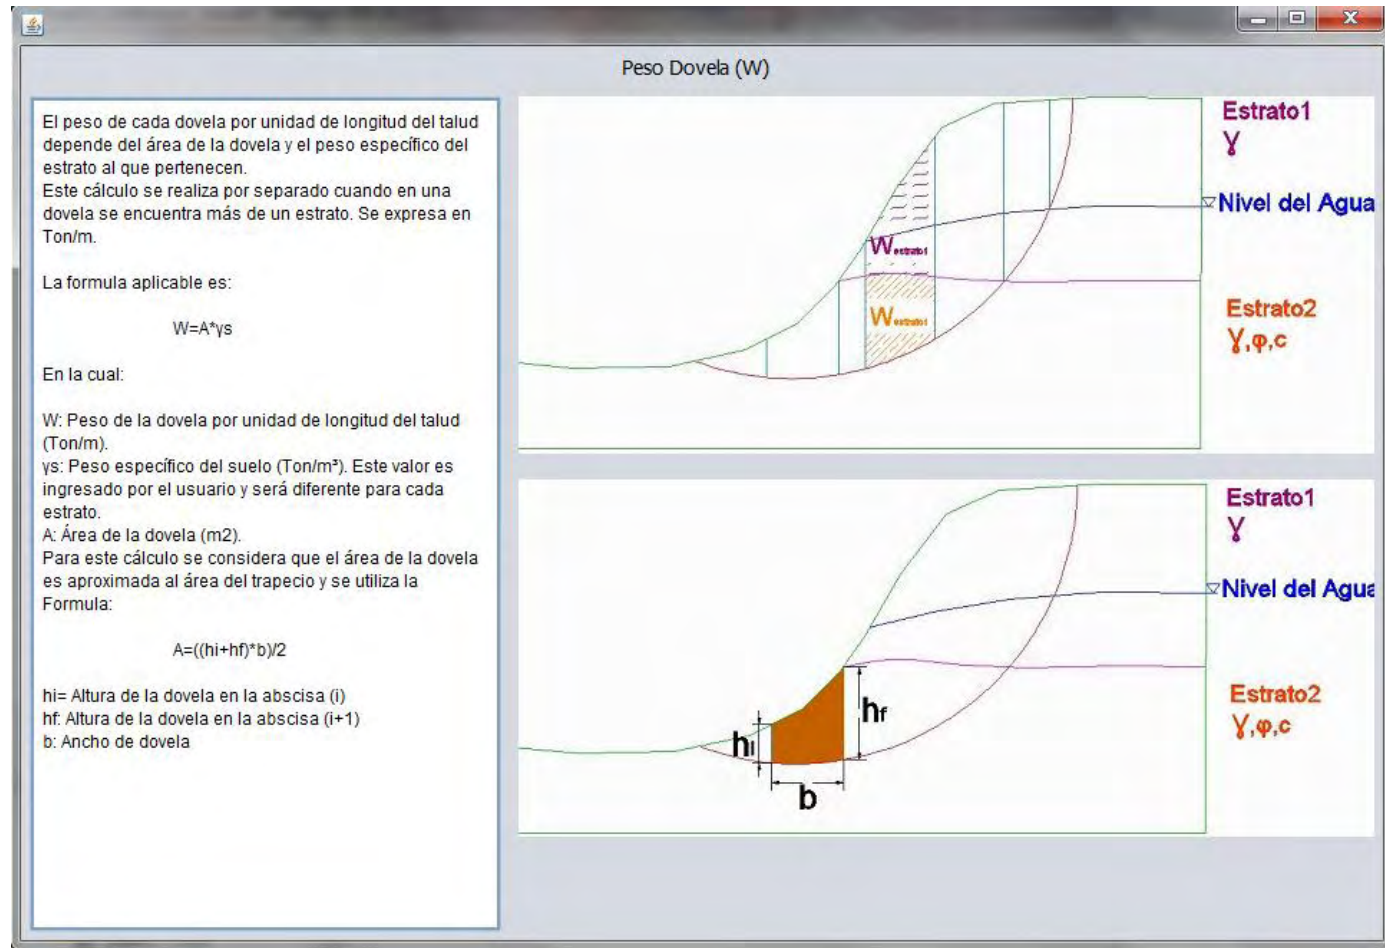 Peso Dovela (W)
El peso de cada dovela por unidad de longitud del talud
depende del área de la dovela y el peso específico del
estrato al que pertenecen.
Este cálculo se realiza por separado cuando en una
dovela se encuentra más de un estrato. Se expresa en
Ton/m.
La formula aplicable es:
W=A*γs
En la cual:
W: Peso de la dovela por unidad de longitud del talud
(Ton/m).
γs: Peso específico del suelo (Ton/m³). Este valor es
ingresado por el usuario y será diferente para cada
estrato.
A: Área de la dovela (m2).
Para este cálculo se considera que el área de la dovela
es aproximada al área del trapecio y se utiliza la
Formula:
A=((hi+hf)*b)/2
hi= Altura de la dovela en la abscisa (i)
hf: Altura de la dovela en la abscisa (i+1)
b: Ancho de dovela
Estrato1
γ
Nivel del Agua
W estrato1
W estrato1
Estrato2
γ,φ,c
Estrato1
γ
Nivel del Agua
Estrato2
γ,φ,c
hi
hf
b